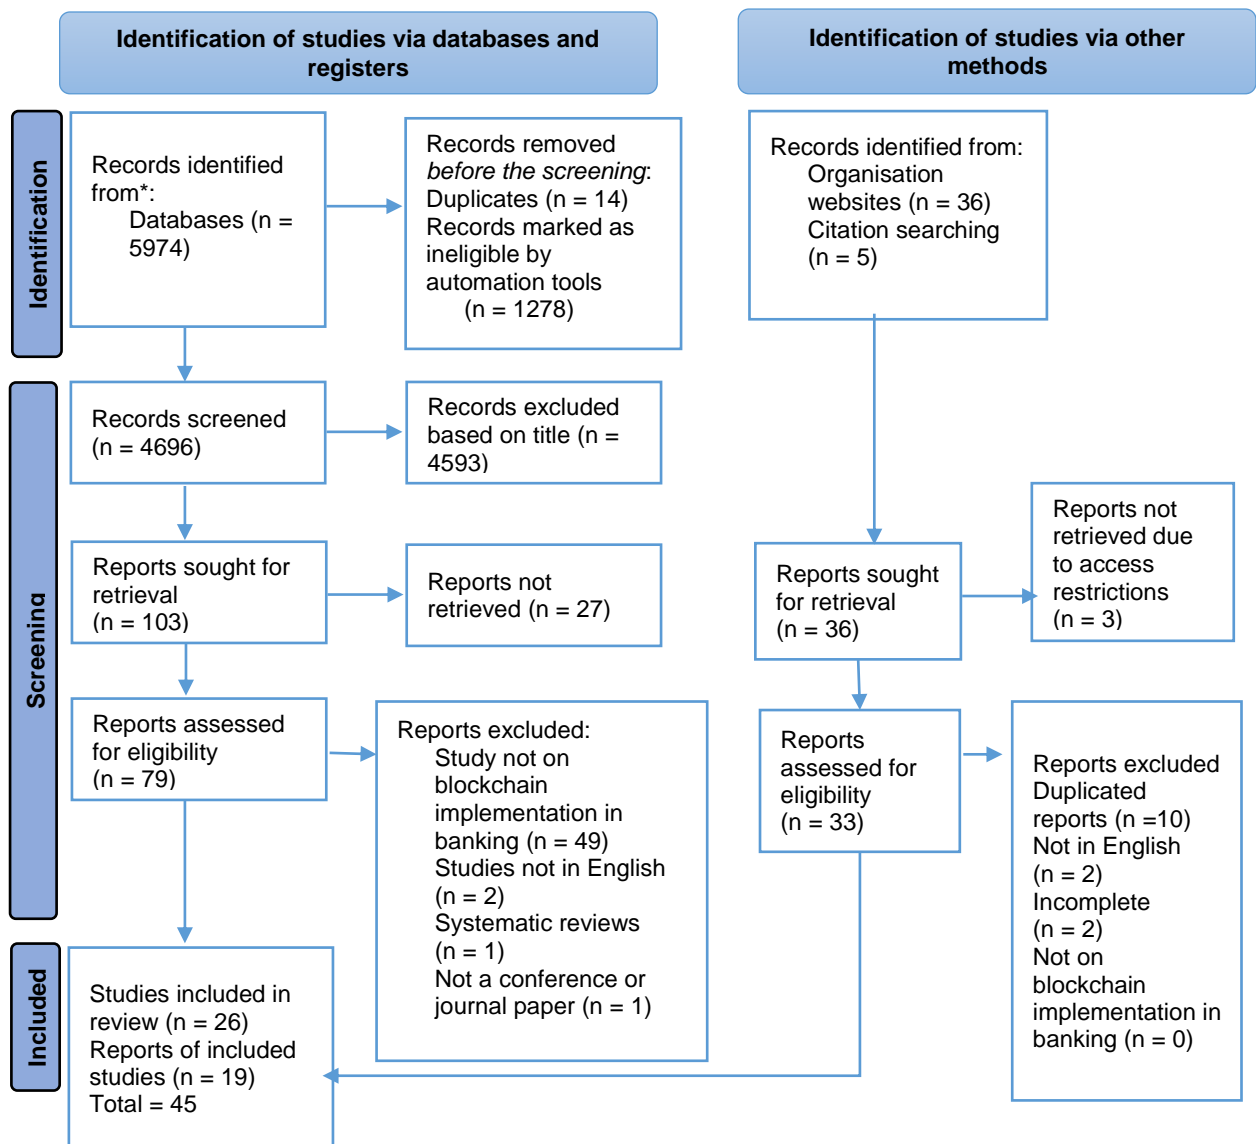 Identification of studies via databases and
registers
Identification of studies via other
methods
Identification
Records identified
from*:
Databases (n =
5974)
Records removed
before the screening:
Duplicates (n = 14)
Records marked as
ineligible by
automation tools
(n = 1278)
Records identified from:
Organisation
websites (n = 36)
Citation searching
(n = 5)
Screening
Records screened
(n = 4696)
Records excluded
based on title (n =
4593)
Reports sought for
retrieval
(n = 103)
Reports not
retrieved (n = 27)
Reports sought
for retrieval
(n = 36)
Reports not
retrieved due to
access
restrictions
(n = 3)
Reports assessed
for eligibility
(n = 79)
Reports excluded:
Study not on
blockchain
implementation in
banking (n = 49)
Studies not in English
(n = 2)
Systematic reviews
(n = 1)
Not a conference or
journal paper (n = 1)
Reports
assessed for
eligibility
(n = 33)
Reports excluded
Duplicated
reports (n =10)
Not in English
(n = 2)
Incomplete
(n = 2)
Not on
blockchain
implementation in
banking (n = 0)
Included
Studies included in
review (n = 26)
Reports of included
studies (n = 19)
Total = 45